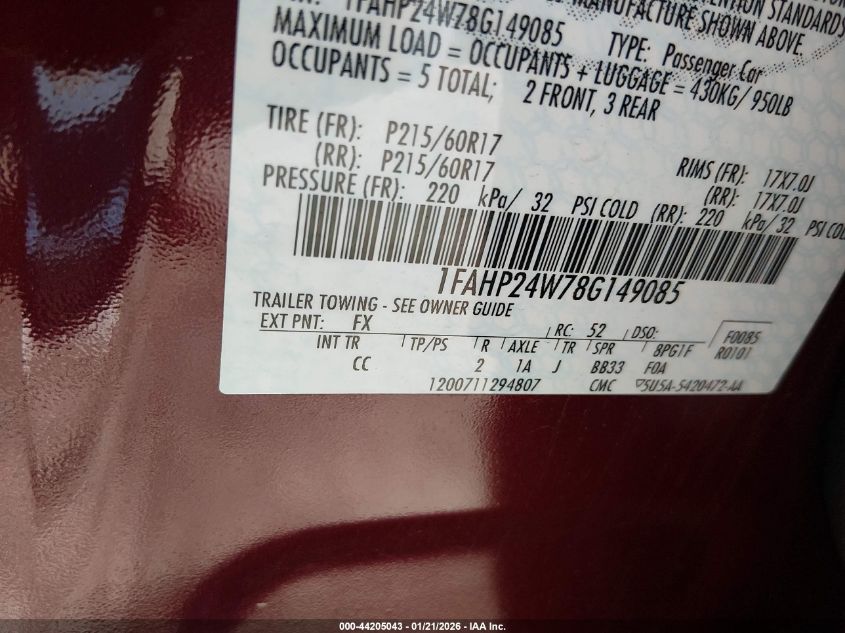 VENTION STANDARDS
MANUFACTURE SHOWN ABOVE.
1FAHP24W78G149085 TYPE: Passenger Car
MAXIMUM LOAD = OCCUPANTS + LUGGAGE = 430KG/950LB
OCCUPANTS = 5 TOTAL; 2 FRONT, 3 REAR
TIRE (FR): P215/60R17 RIMS (FR): 17X7.0J
(RR): P215/60R17 (RR): 17X7.0J
PRESSURE (FR): 220 kPa/ 32 PSI COLD (RR): 220 kPa/32 PSI COLD
1FAHP24W78G149085
TRAILER TOWING - SEE OWNER GUIDE
EXT PNT: FX RC: 52 DSO: F0085
INT TR TP/PS R AXLE TR SPR 8PG1F R0101
CC 2 1A J BB33 F0A
1200711294807 CMC 5U5A-5420472-AA
000-44205043 - 01/21/2026 - IAA Inc.